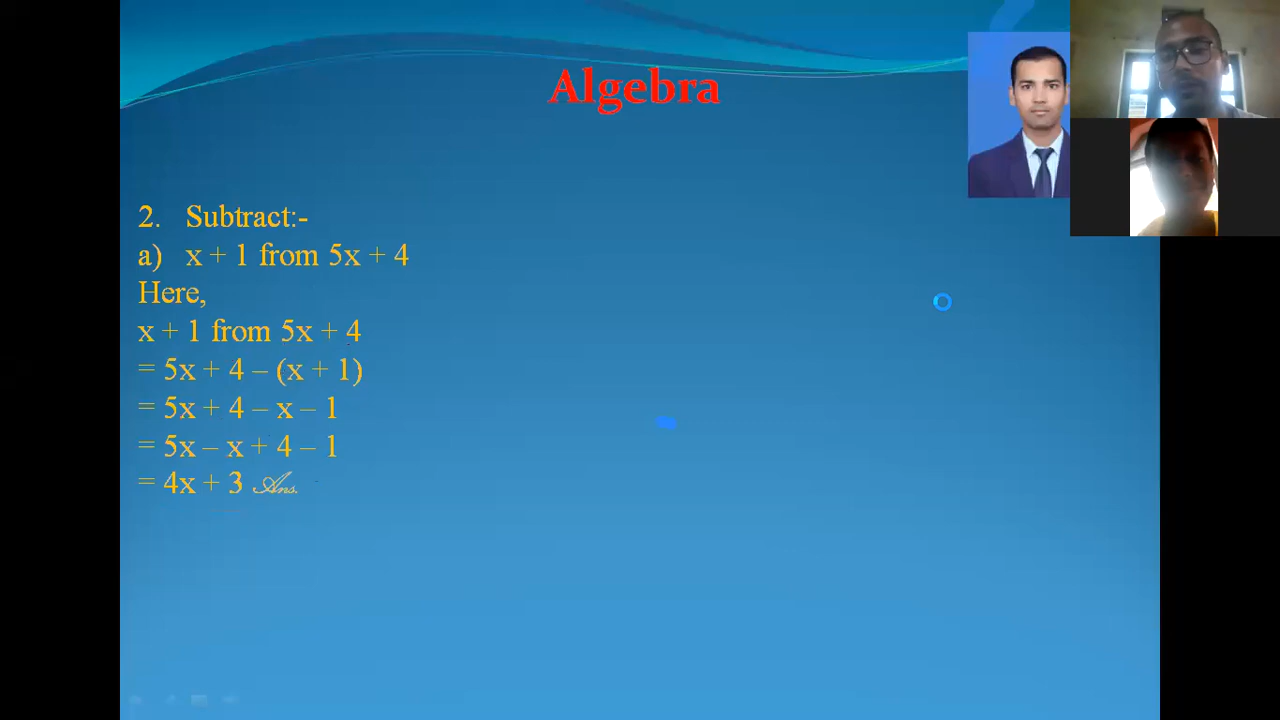 Algebra
2. Subtract:-
a) x + 1 from 5x + 4
Here,
x + 1 from 5x + 4
= 5x + 4 – (x + 1)
= 5x + 4 – x – 1
= 5x – x + 4 – 1
= 4x + 3 Ans.